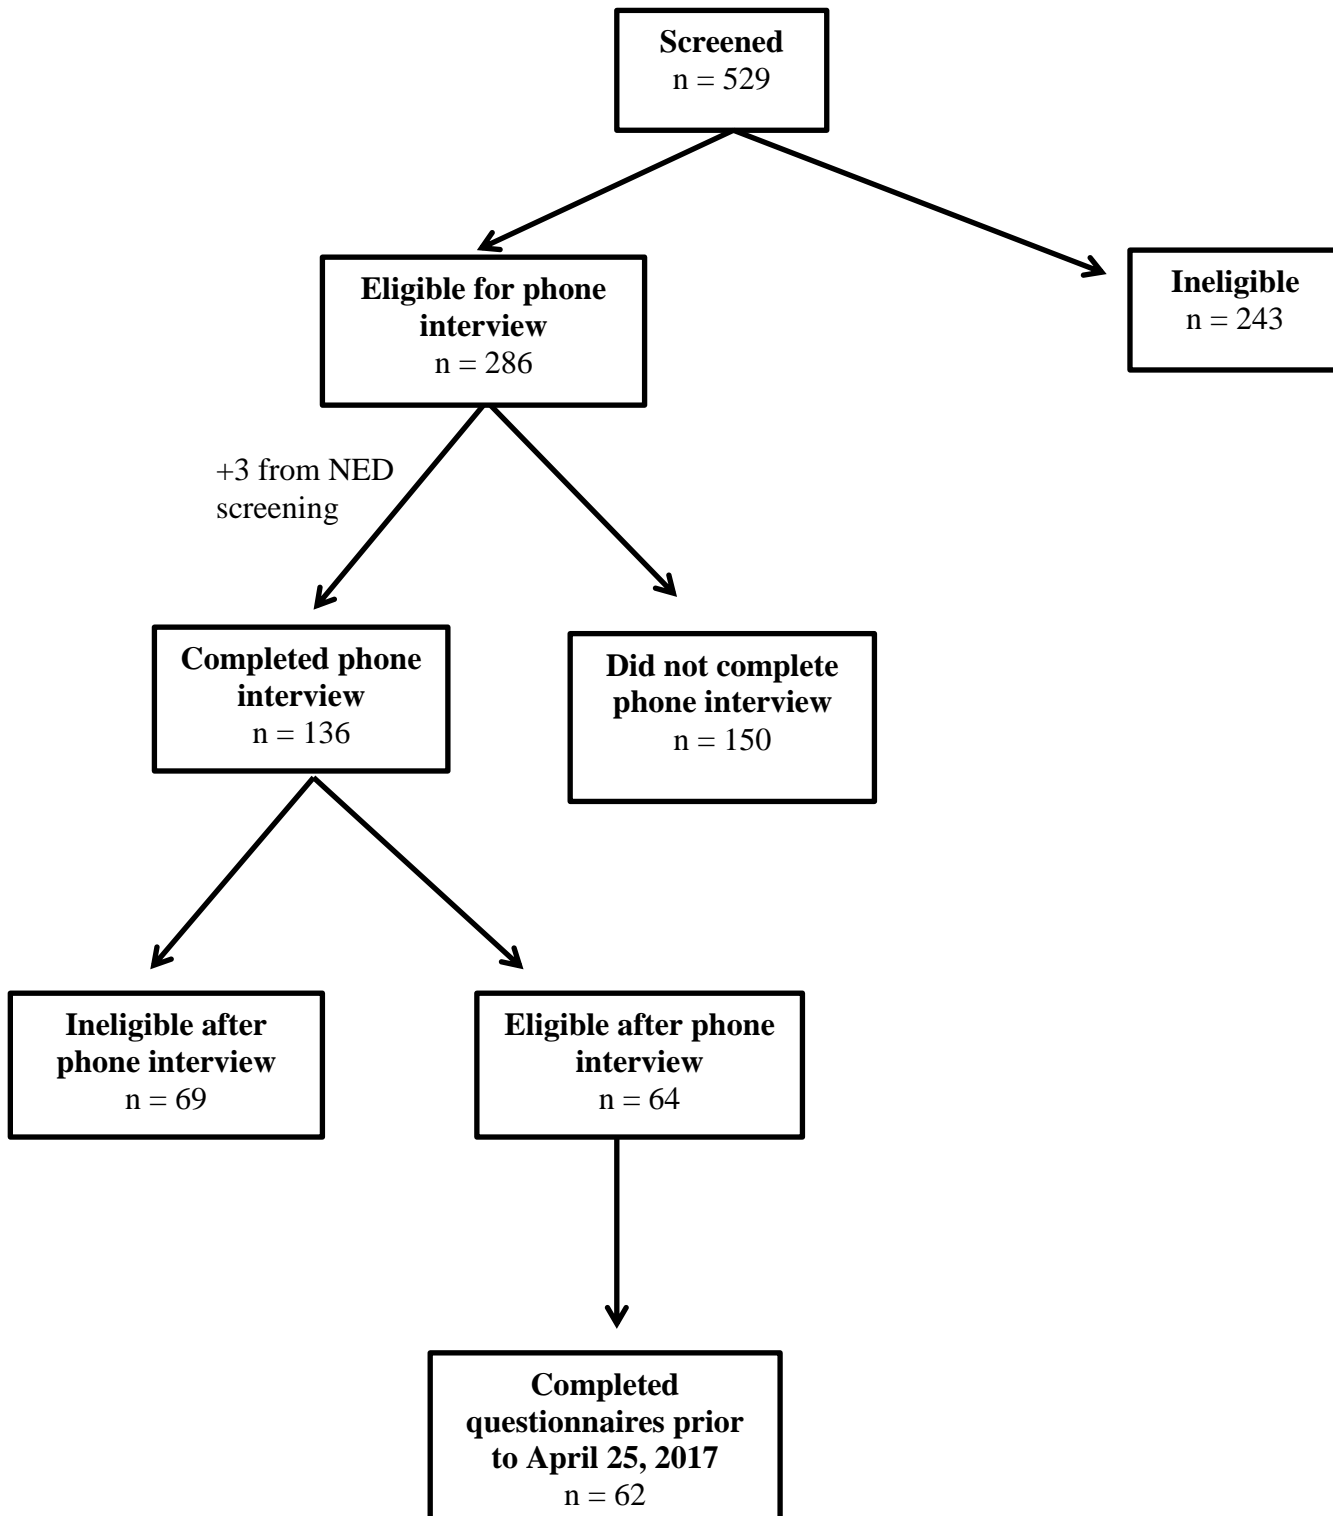 Screened
n = 529
Eligible for phone
interview
n = 286
Ineligible
n = 243
+3 from NED
screening
Completed phone
interview
n = 136
Did not complete
phone interview
n = 150
Ineligible after
phone interview
n = 69
Eligible after phone
interview
n = 64
Completed
questionnaires prior
to April 25, 2017
n = 62